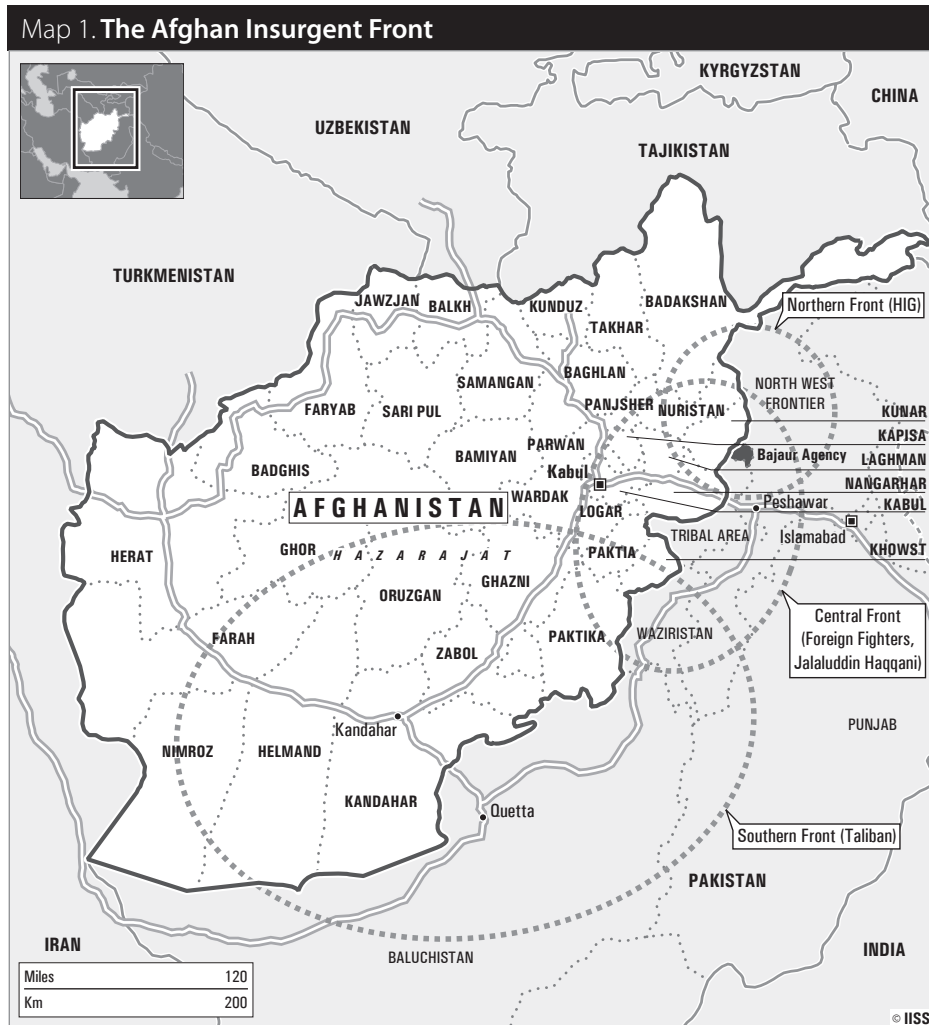 Map 1. The Afghan Insurgent Front
KYRGYZSTAN
CHINA
UZBEKISTAN
TAJIKISTAN
TURKMENISTAN
JAWZJAN
BALKH
KUNDUZ
BADAKSHAN
Northern Front (HIG)
TAKHAR
BAGHLAN
SAMANGAN
NORTH WEST
FRONTIER
FARYAB
SARI PUL
PANJSHER
NURISTAN
KUNAR
PARWAN
KAPISA
BADGHIS
BAMIYAN
Bajaur Agency
LAGHMAN
Kabul
NANGARHAR
AFGHANISTAN
WARDAK
Peshawar
KABUL
LOGAR
TRIBAL AREA
Islamabad
HERAT
GHOR
HAZARAJAT
PAKTIA
KHOWST
GHAZNI
ORUZGAN
Central Front
(Foreign Fighters,
Jalaluddin Haqqani)
FARAH
ZABOL
PAKTIKA
WAZIRISTAN
Kandahar
PUNJAB
NIMROZ
HELMAND
KANDAHAR
Quetta
Southern Front (Taliban)
PAKISTAN
IRAN
BALUCHISTAN
INDIA
Miles 120
Km 200
© IISS